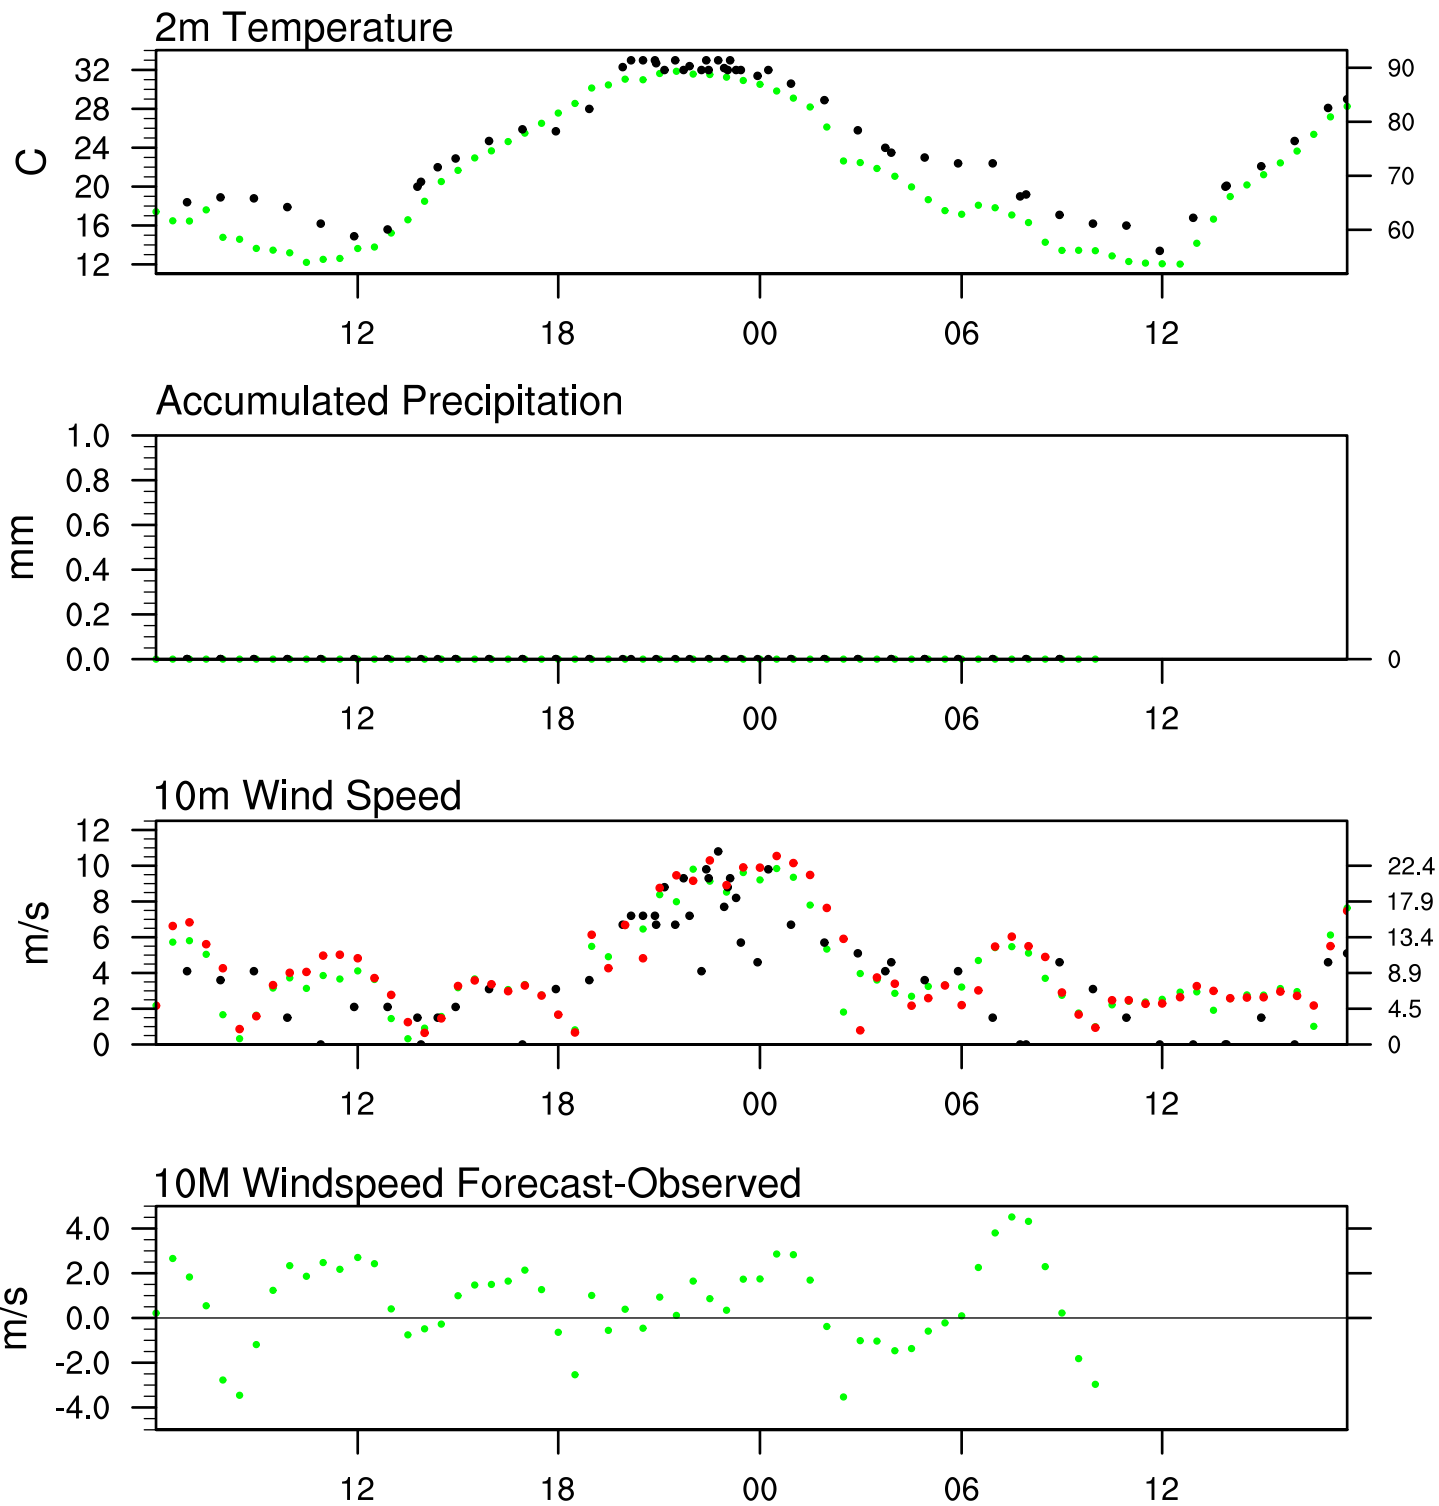 2m Temperature
C
32
28
24
20
16
12
90
80
70
60
12 18 00 06 12
Accumulated Precipitation
mm
1.0
0.8
0.6
0.4
0.2
0.0
0
12 18 00 06 12
10m Wind Speed
m/s
12
10
8
6
4
2
0
22.4
17.9
13.4
8.9
4.5
0
12 18 00 06 12
10M Windspeed Forecast-Observed
m/s
4.0
2.0
0.0
-2.0
-4.0
12 18 00 06 12